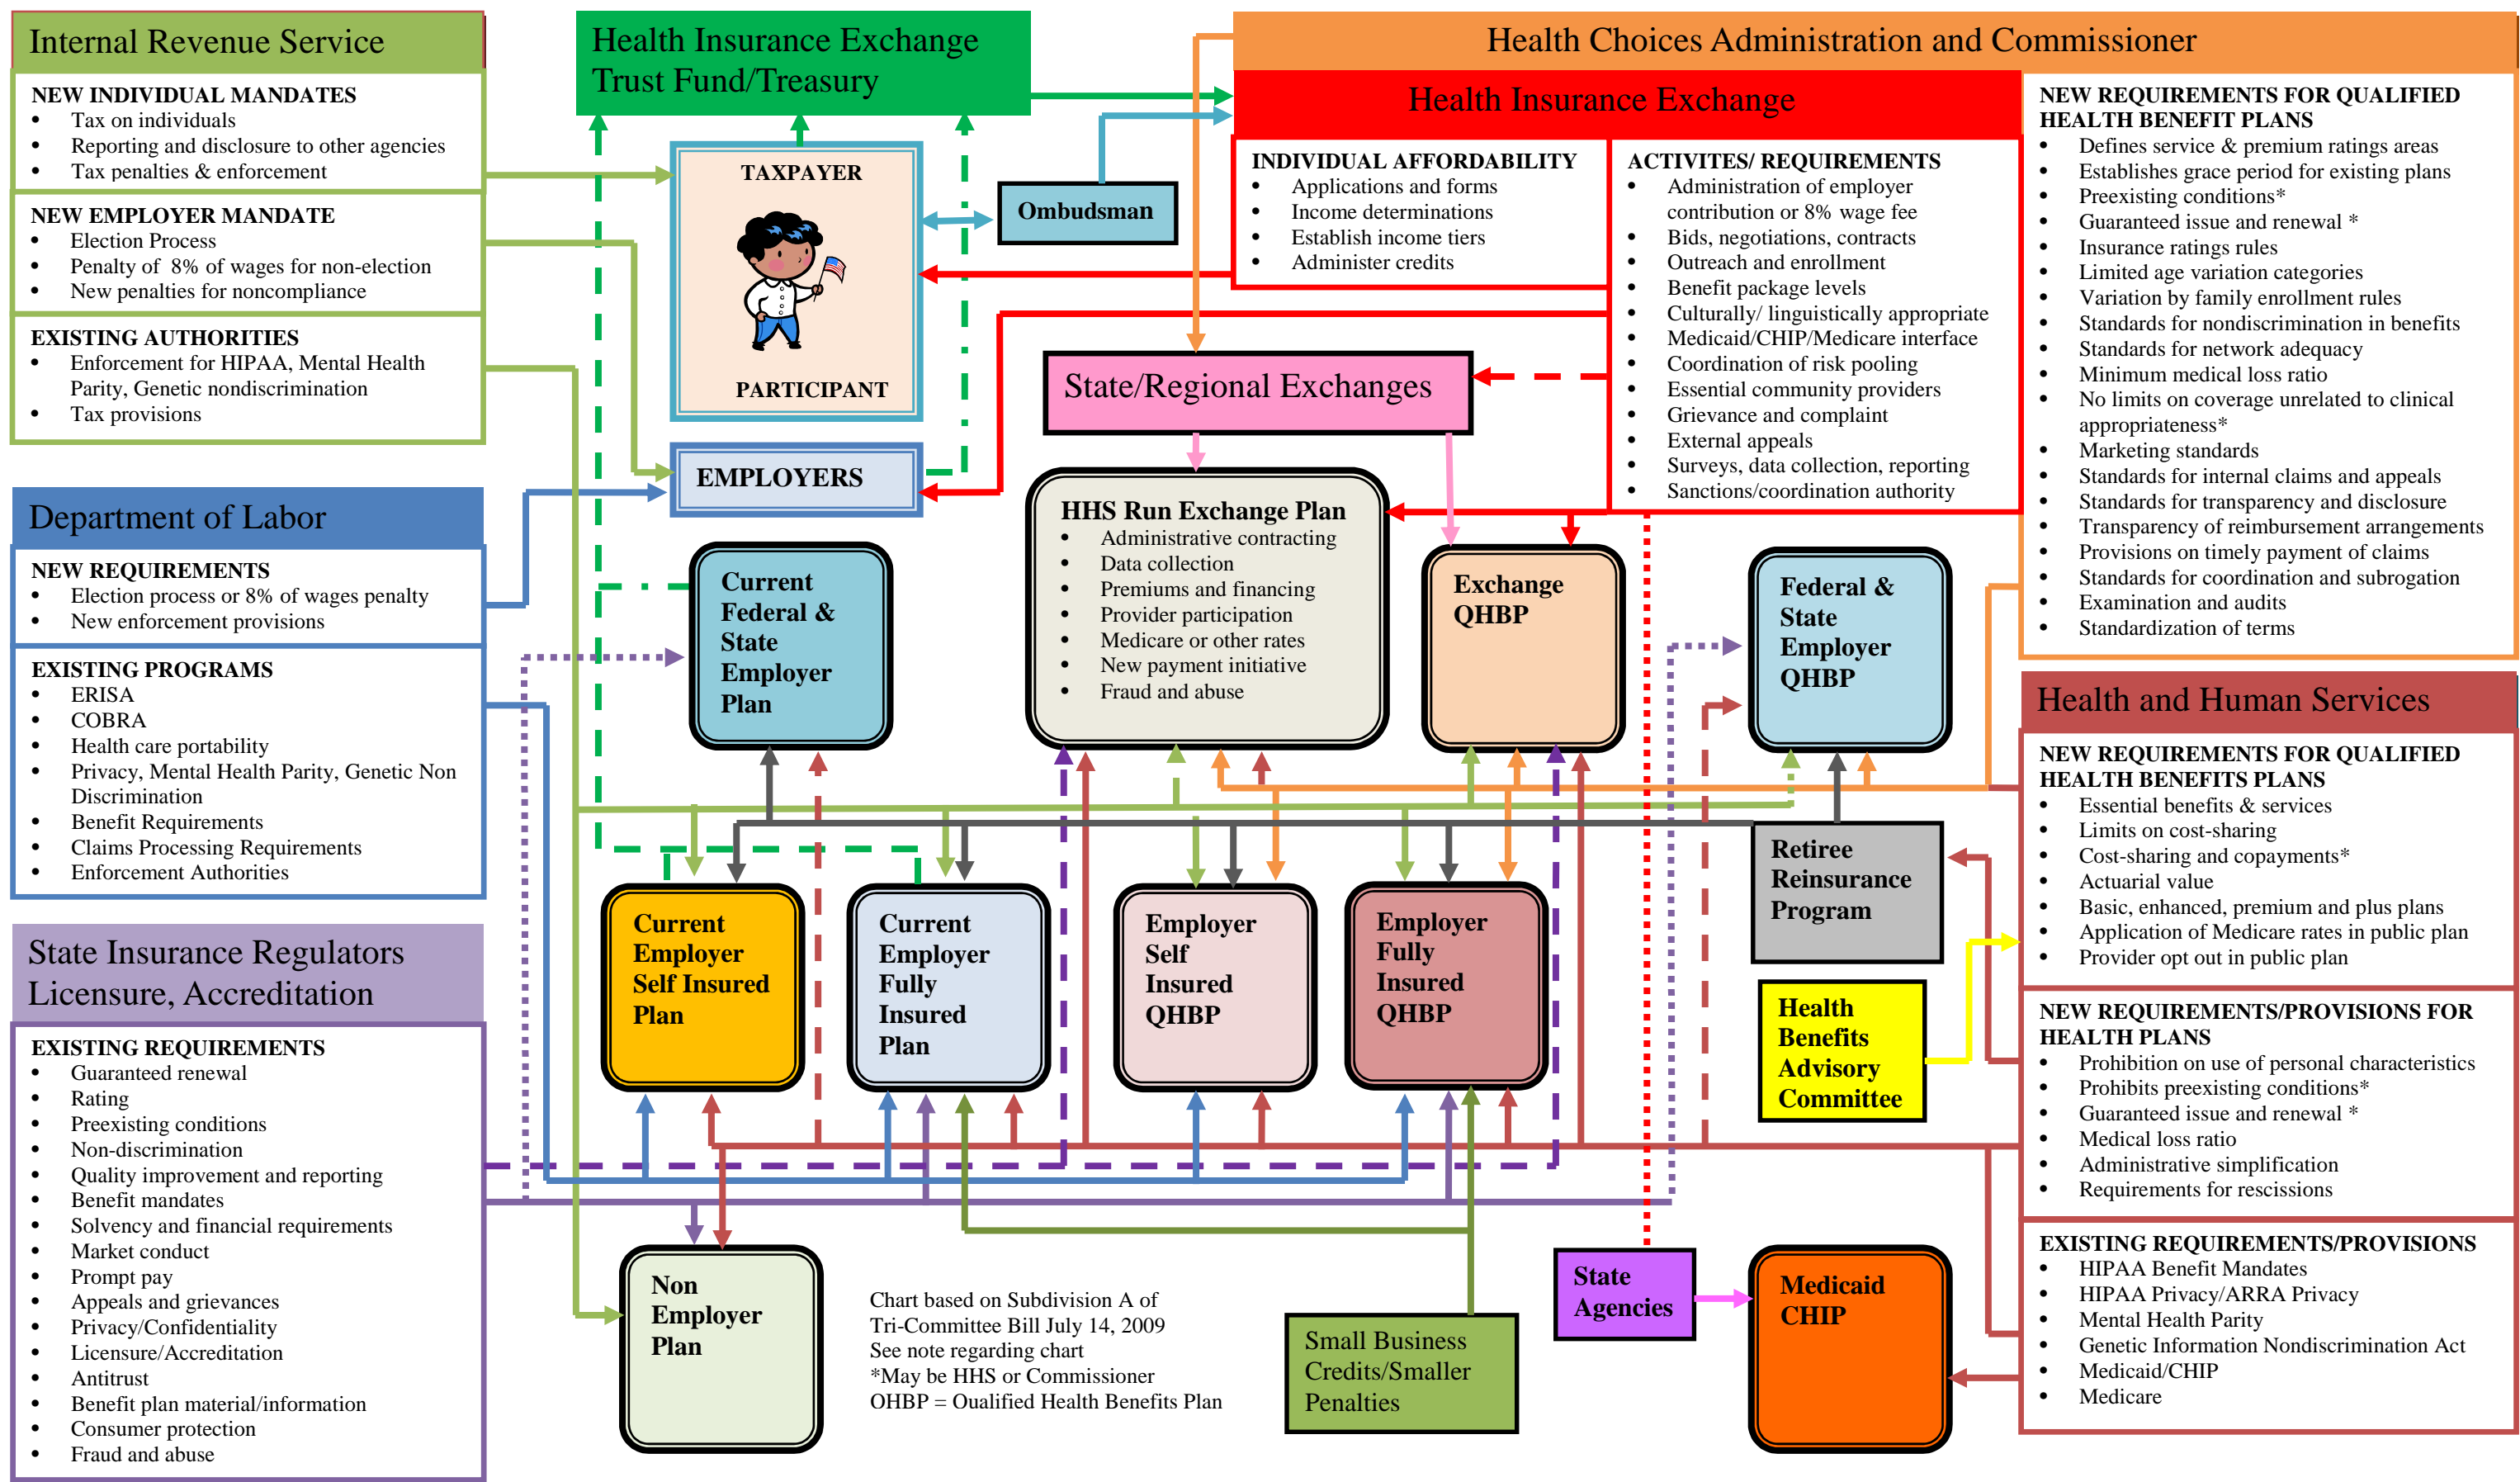 Internal Revenue Service
NEW INDIVIDUAL MANDATES
• Tax on individuals
• Reporting and disclosure to other agencies
• Tax penalties & enforcement
NEW EMPLOYER MANDATE
• Election Process
• Penalty of 8% of wages for non-election
• New penalties for noncompliance
EXISTING AUTHORITIES
• Enforcement for HIPAA, Mental Health
Parity, Genetic nondiscrimination
• Tax provisions
Department of Labor
NEW REQUIREMENTS
• Election process or 8% of wages penalty
• New enforcement provisions
EXISTING PROGRAMS
• ERISA
• COBRA
• Health care portability
• Privacy, Mental Health Parity, Genetic Non
Discrimination
• Benefit Requirements
• Claims Processing Requirements
• Enforcement Authorities
State Insurance Regulators
Licensure, Accreditation
EXISTING REQUIREMENTS
• Guaranteed renewal
• Rating
• Preexisting conditions
• Non-discrimination
• Quality improvement and reporting
• Benefit mandates
• Solvency and financial requirements
• Market conduct
• Prompt pay
• Appeals and grievances
• Privacy/Confidentiality
• Licensure/Accreditation
• Antitrust
• Benefit plan material/information
• Consumer protection
• Fraud and abuse
Health Insurance Exchange
Trust Fund/Treasury
TAXPAYER
PARTICIPANT
Ombudsman
EMPLOYERS
Health Choices Administration and Commissioner
Health Insurance Exchange
INDIVIDUAL AFFORDABILITY
• Applications and forms
• Income determinations
• Establish income tiers
• Administer credits
ACTIVITES/ REQUIREMENTS
• Administration of employer
contribution or 8% wage fee
• Bids, negotiations, contracts
• Outreach and enrollment
• Benefit package levels
• Culturally/ linguistically appropriate
• Medicaid/CHIP/Medicare interface
• Coordination of risk pooling
• Essential community providers
• Grievance and complaint
• External appeals
• Surveys, data collection, reporting
• Sanctions/coordination authority
NEW REQUIREMENTS FOR QUALIFIED
HEALTH BENEFIT PLANS
• Defines service & premium ratings areas
• Establishes grace period for existing plans
• Preexisting conditions*
• Guaranteed issue and renewal *
• Insurance ratings rules
• Limited age variation categories
• Variation by family enrollment rules
• Standards for nondiscrimination in benefits
• Standards for network adequacy
• Minimum medical loss ratio
• No limits on coverage unrelated to clinical
appropriateness*
• Marketing standards
• Standards for internal claims and appeals
• Standards for transparency and disclosure
• Transparency of reimbursement arrangements
• Provisions on timely payment of claims
• Standards for coordination and subrogation
• Examination and audits
• Standardization of terms
State/Regional Exchanges
HHS Run Exchange Plan
• Administrative contracting
• Data collection
• Premiums and financing
• Provider participation
• Medicare or other rates
• New payment initiative
• Fraud and abuse
Current
Federal &
State
Employer
Plan
Exchange
QHBP
Federal &
State
Employer
QHBP
Current
Employer
Self Insured
Plan
Current
Employer
Fully
Insured
Plan
Employer
Self
Insured
QHBP
Employer
Fully
Insured
QHBP
Retiree
Reinsurance
Program
Health
Benefits
Advisory
Committee
Health and Human Services
NEW REQUIREMENTS FOR QUALIFIED
HEALTH BENEFITS PLANS
• Essential benefits & services
• Limits on cost-sharing
• Cost-sharing and copayments*
• Actuarial value
• Basic, enhanced, premium and plus plans
• Application of Medicare rates in public plan
• Provider opt out in public plan
NEW REQUIREMENTS/PROVISIONS FOR
HEALTH PLANS
• Prohibition on use of personal characteristics
• Prohibits preexisting conditions*
• Guaranteed issue and renewal *
• Medical loss ratio
• Administrative simplification
• Requirements for rescissions
EXISTING REQUIREMENTS/PROVISIONS
• HIPAA Benefit Mandates
• HIPAA Privacy/ARRA Privacy
• Mental Health Parity
• Genetic Information Nondiscrimination Act
• Medicaid/CHIP
• Medicare
Non
Employer
Plan
Chart based on Subdivision A of
Tri-Committee Bill July 14, 2009
See note regarding chart
*May be HHS or Commissioner
QHBP = Qualified Health Benefits Plan
Small Business
Credits/Smaller
Penalties
State
Agencies
Medicaid
CHIP